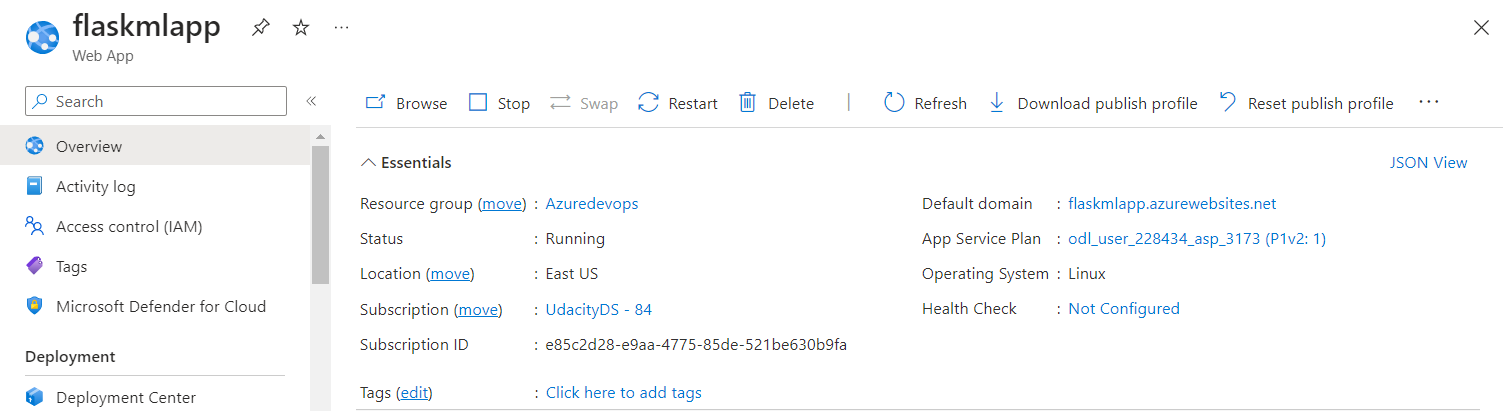 flaskmlapp
Web App
Search
Overview
Activity log
Access control (IAM)
Tags
Microsoft Defender for Cloud
Deployment
Deployment Center
Browse Stop Swap Restart Delete | Refresh Download publish profile Reset publish profile ...
Essentials JSON View
Resource group (move) : Azuredevops
Status : Running
Location (move) : East US
Subscription (move) : UdacityDS - 84
Subscription ID : e85c2d28-e9aa-4775-85de-521be630b9fa
Tags (edit) : Click here to add tags
Default domain : flaskmlapp.azurewebsites.net
App Service Plan : odl_user_228434_asp_3173 (P1v2: 1)
Operating System : Linux
Health Check : Not Configured